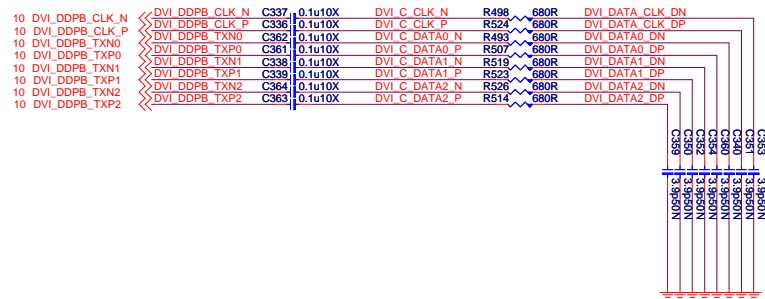 10 DVI_DDPB_CLK_N DVI_DDPB_CLK_N C337 0.1u10X DVI_C_CLK_N R498 680R DVI_DATA_CLK_DN
10 DVI_DDPB_CLK_P DVI_DDPB_CLK_P C336 0.1u10X DVI_C_CLK_P R524 680R DVI_DATA_CLK_DP
10 DVI_DDPB_TXN0 DVI_DDPB_TXN0 C362 0.1u10X DVI_C_DATA0_N R493 680R DVI_DATA0_DN
10 DVI_DDPB_TXP0 DVI_DDPB_TXP0 C361 0.1u10X DVI_C_DATA0_P R507 680R DVI_DATA0_DP
10 DVI_DDPB_TXN1 DVI_DDPB_TXN1 C338 0.1u10X DVI_C_DATA1_N R519 680R DVI_DATA1_DN
10 DVI_DDPB_TXP1 DVI_DDPB_TXP1 C339 0.1u10X DVI_C_DATA1_P R523 680R DVI_DATA1_DP
10 DVI_DDPB_TXN2 DVI_DDPB_TXN2 C364 0.1u10X DVI_C_DATA2_N R526 680R DVI_DATA2_DN
10 DVI_DDPB_TXP2 DVI_DDPB_TXP2 C363 0.1u10X DVI_C_DATA2_P R514 680R DVI_DATA2_DP
C359 3.9p50N
C350 3.9p50N
C352 3.9p50N
C354 3.9p50N
C360 3.9p50N
C340 3.9p50N
C351 3.9p50N
C353 3.9p50N